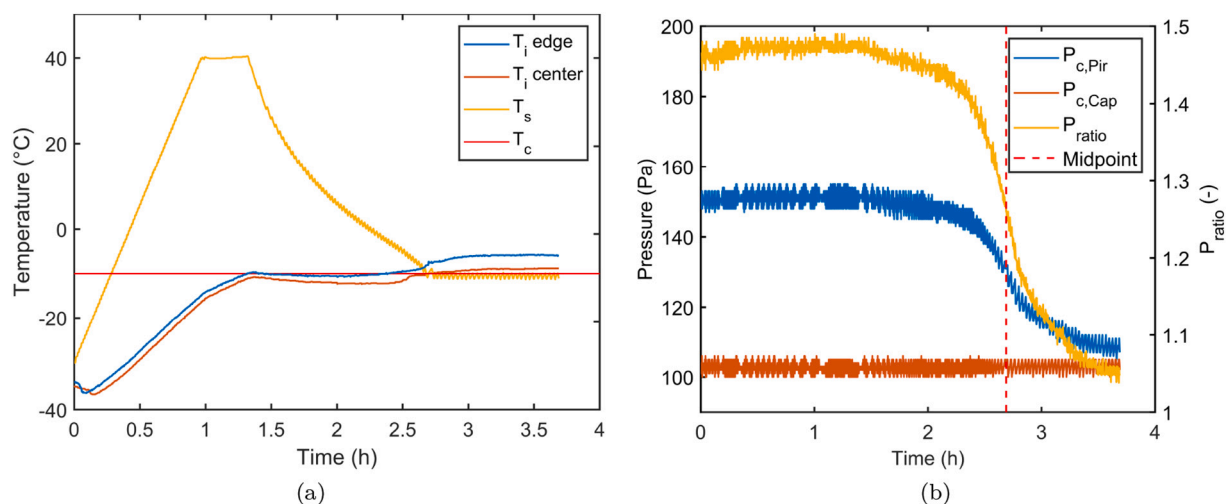 40
20
0
-20
-40
0
0.5
1
1.5
2
2.5
3
3.5
4
Temperature (°C)
Time (h)
T_i edge
T_i center
T_s
T_c
(a)
200
180
160
140
120
100
0
1
2
3
4
Pressure (Pa)
Time (h)
1.5
1.4
1.3
1.2
1.1
1
P_ratio (-)
P_c,Pir
P_c,Cap
P_ratio
Midpoint
(b)